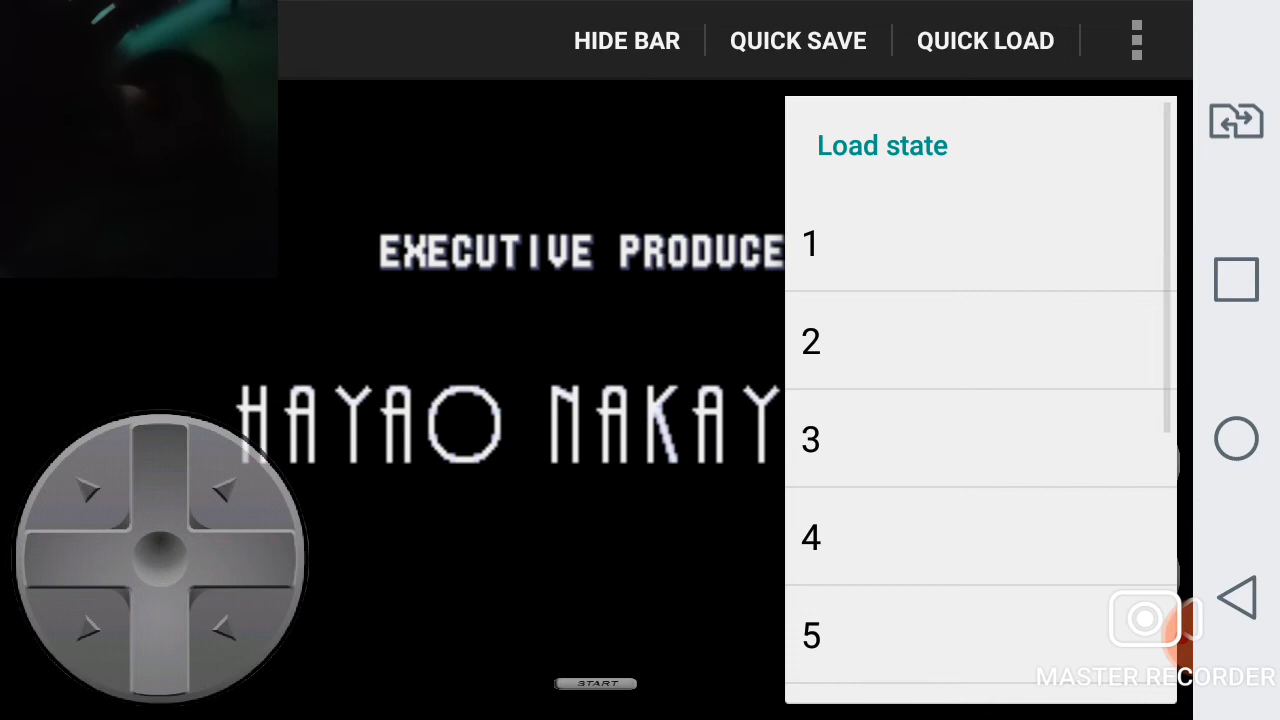 HIDE BAR
QUICK SAVE
QUICK LOAD
Load state
EXECUTIVE PRODUCE
1
2
3
HAYAO NAKAY
4
5
START
MASTER RECORDER